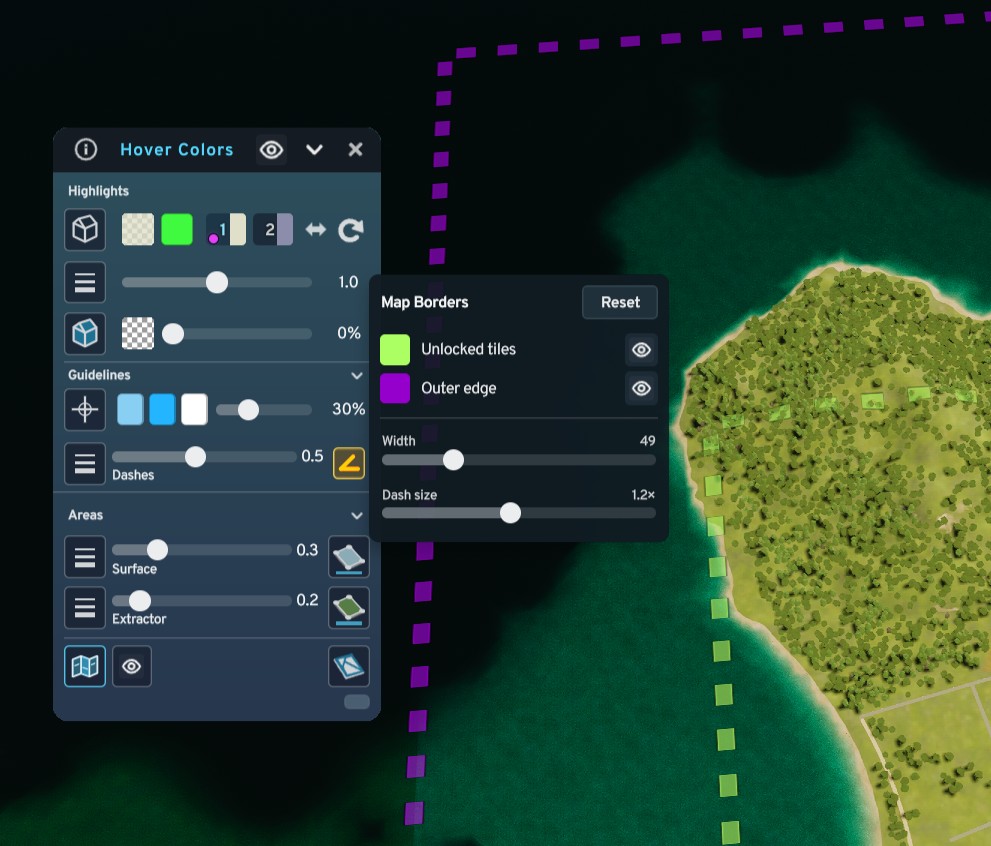 Hover Colors
Highlights
1 2
1.0
0%
Guidelines
30%
0.5
Dashes
Areas
0.3
Surface
0.2
Extractor
Map Borders Reset
Unlocked tiles
Outer edge
Width 49
Dash size 1.2×